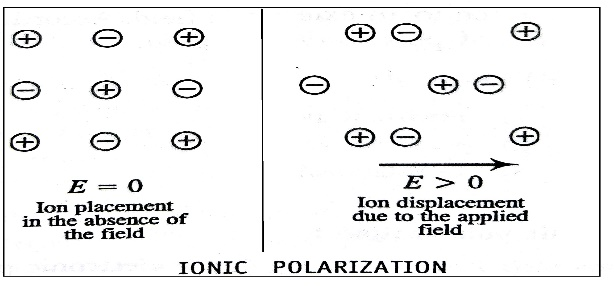 + − + + − +
− + − − + −
+ − + + − +
E = 0
Ion placement
in the absence of
the field
E > 0
Ion displacement
due to the applied
field
IONIC POLARIZATION